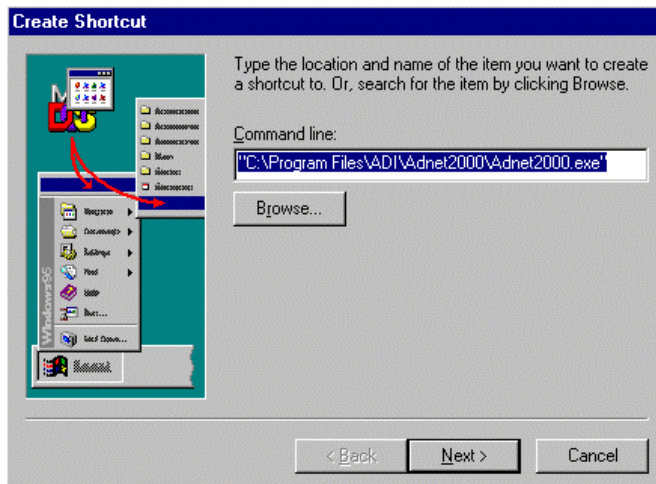 Create Shortcut
Type the location and name of the item you want to create
a shortcut to. Or, search for the item by clicking Browse.
Command line:
"C:\Program Files\ADI\Adnet2000\Adnet2000.exe"
Browse...
Windows95
< Back
Next >
Cancel